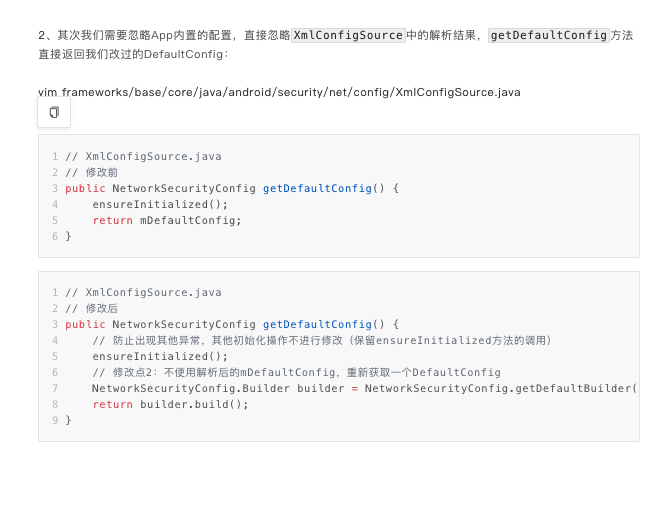 2、其次我们需要忽略App内置的配置，直接忽略XmlConfigSource中的解析结果，getDefaultConfig方法
直接返回我们改过的DefaultConfig：
vim frameworks/base/core/java/android/security/net/config/XmlConfigSource.java
1 // XmlConfigSource.java
2 // 修改前
3 public NetworkSecurityConfig getDefaultConfig() {
4     ensureInitialized();
5     return mDefaultConfig;
6 }
1 // XmlConfigSource.java
2 // 修改后
3 public NetworkSecurityConfig getDefaultConfig() {
4     // 防止出现其他异常，其他初始化操作不进行修改（保留ensureInitialized方法的调用）
5     ensureInitialized();
6     // 修改点2：不使用解析后的mDefaultConfig，重新获取一个DefaultConfig
7     NetworkSecurityConfig.Builder builder = NetworkSecurityConfig.getDefaultBuilder(
8     return builder.build();
9 }